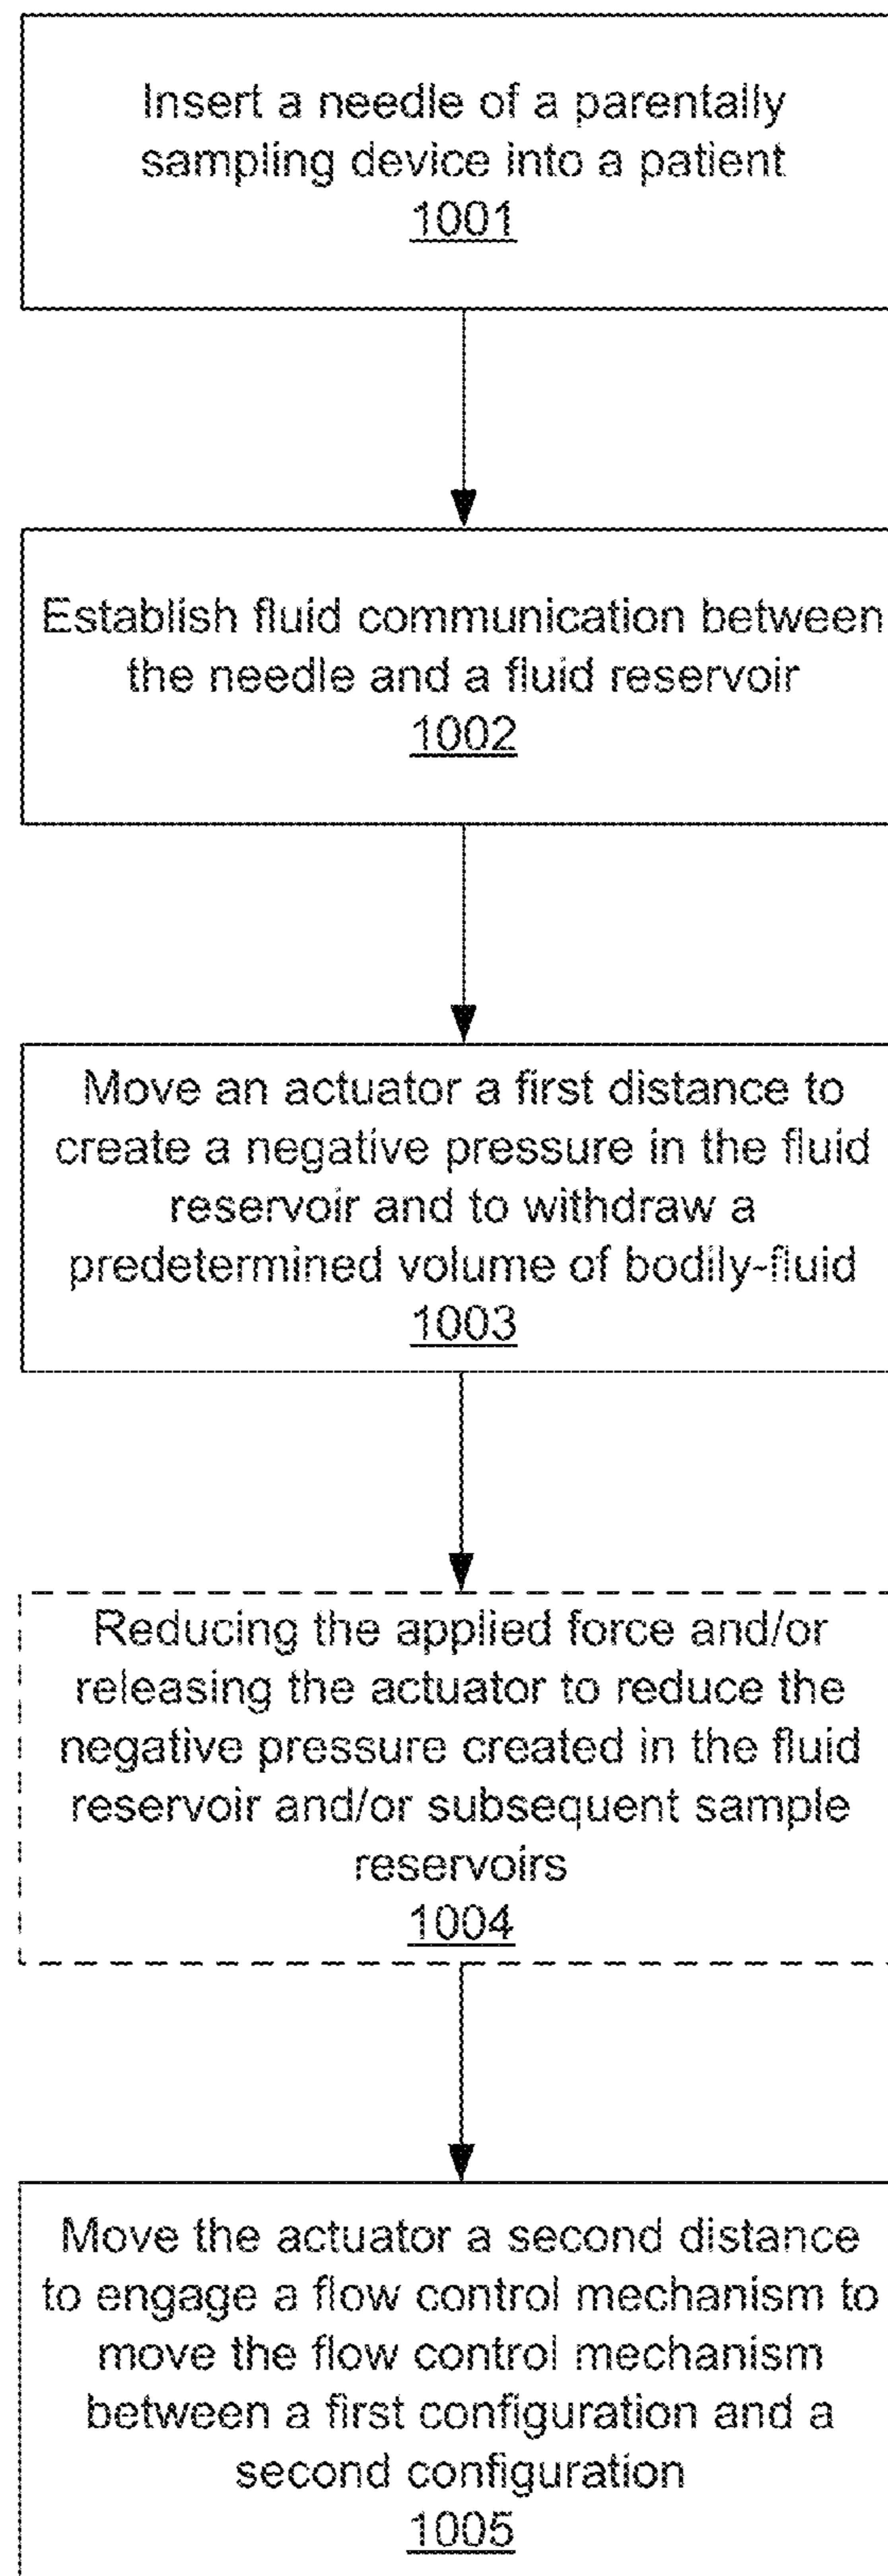 Insert a needle of a parentally
sampling device into a patient
1001
Establish fluid communication between
the needle and a fluid reservoir
1002
Move an actuator a first distance to
create a negative pressure in the fluid
reservoir and to withdraw a
predetermined volume of bodily-fluid
1003
Reducing the applied force and/or
releasing the actuator to reduce the
negative pressure created in the fluid
reservoir and/or subsequent sample
reservoirs
1004
Move the actuator a second distance
to engage a flow control mechanism to
move the flow control mechanism
between a first configuration and a
second configuration
1005